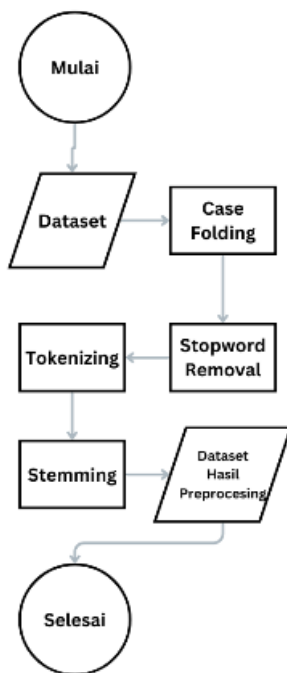 Mulai
Dataset
Case
Folding
Stopword
Removal
Tokenizing
Stemming
Dataset
Hasil
Preprocesing
Selesai